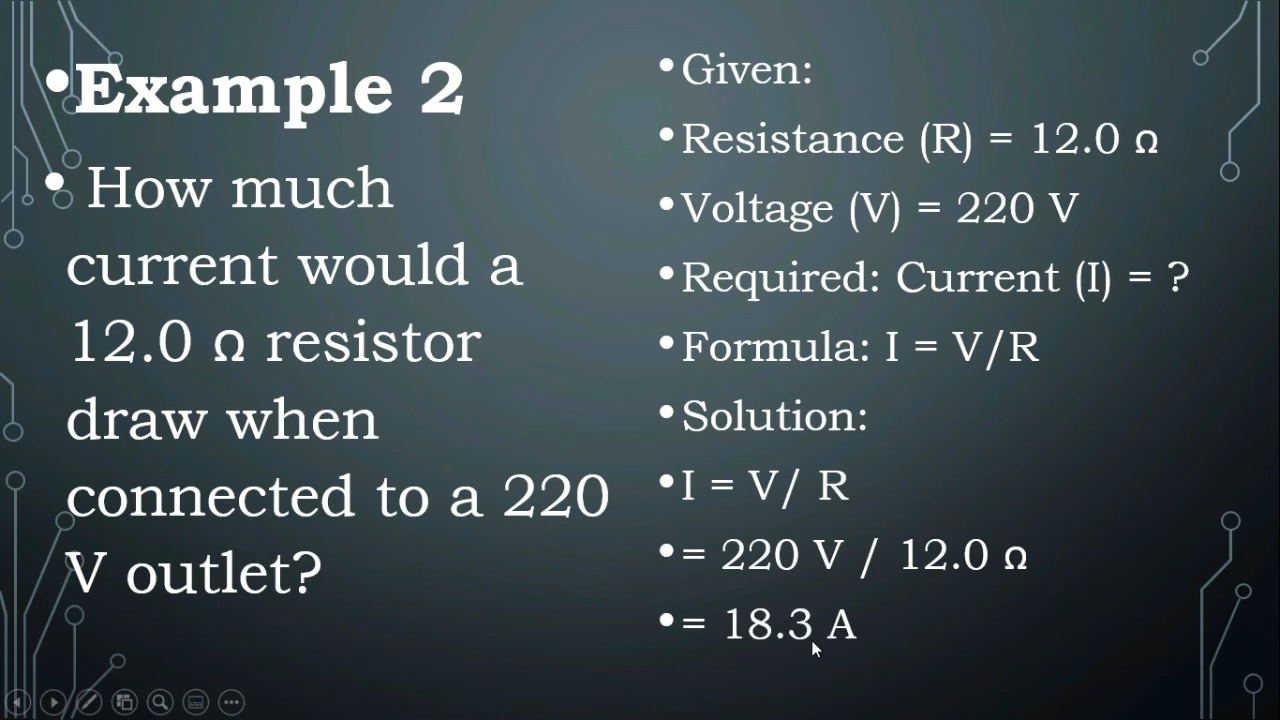 •Example 2
• How much
current would a
12.0 Ω resistor
draw when
connected to a 220
V outlet?
•Given:
•Resistance (R) = 12.0 Ω
•Voltage (V) = 220 V
•Required: Current (I) = ?
•Formula: I = V/R
•Solution:
•I = V/ R
•= 220 V / 12.0 Ω
•= 18.3 A